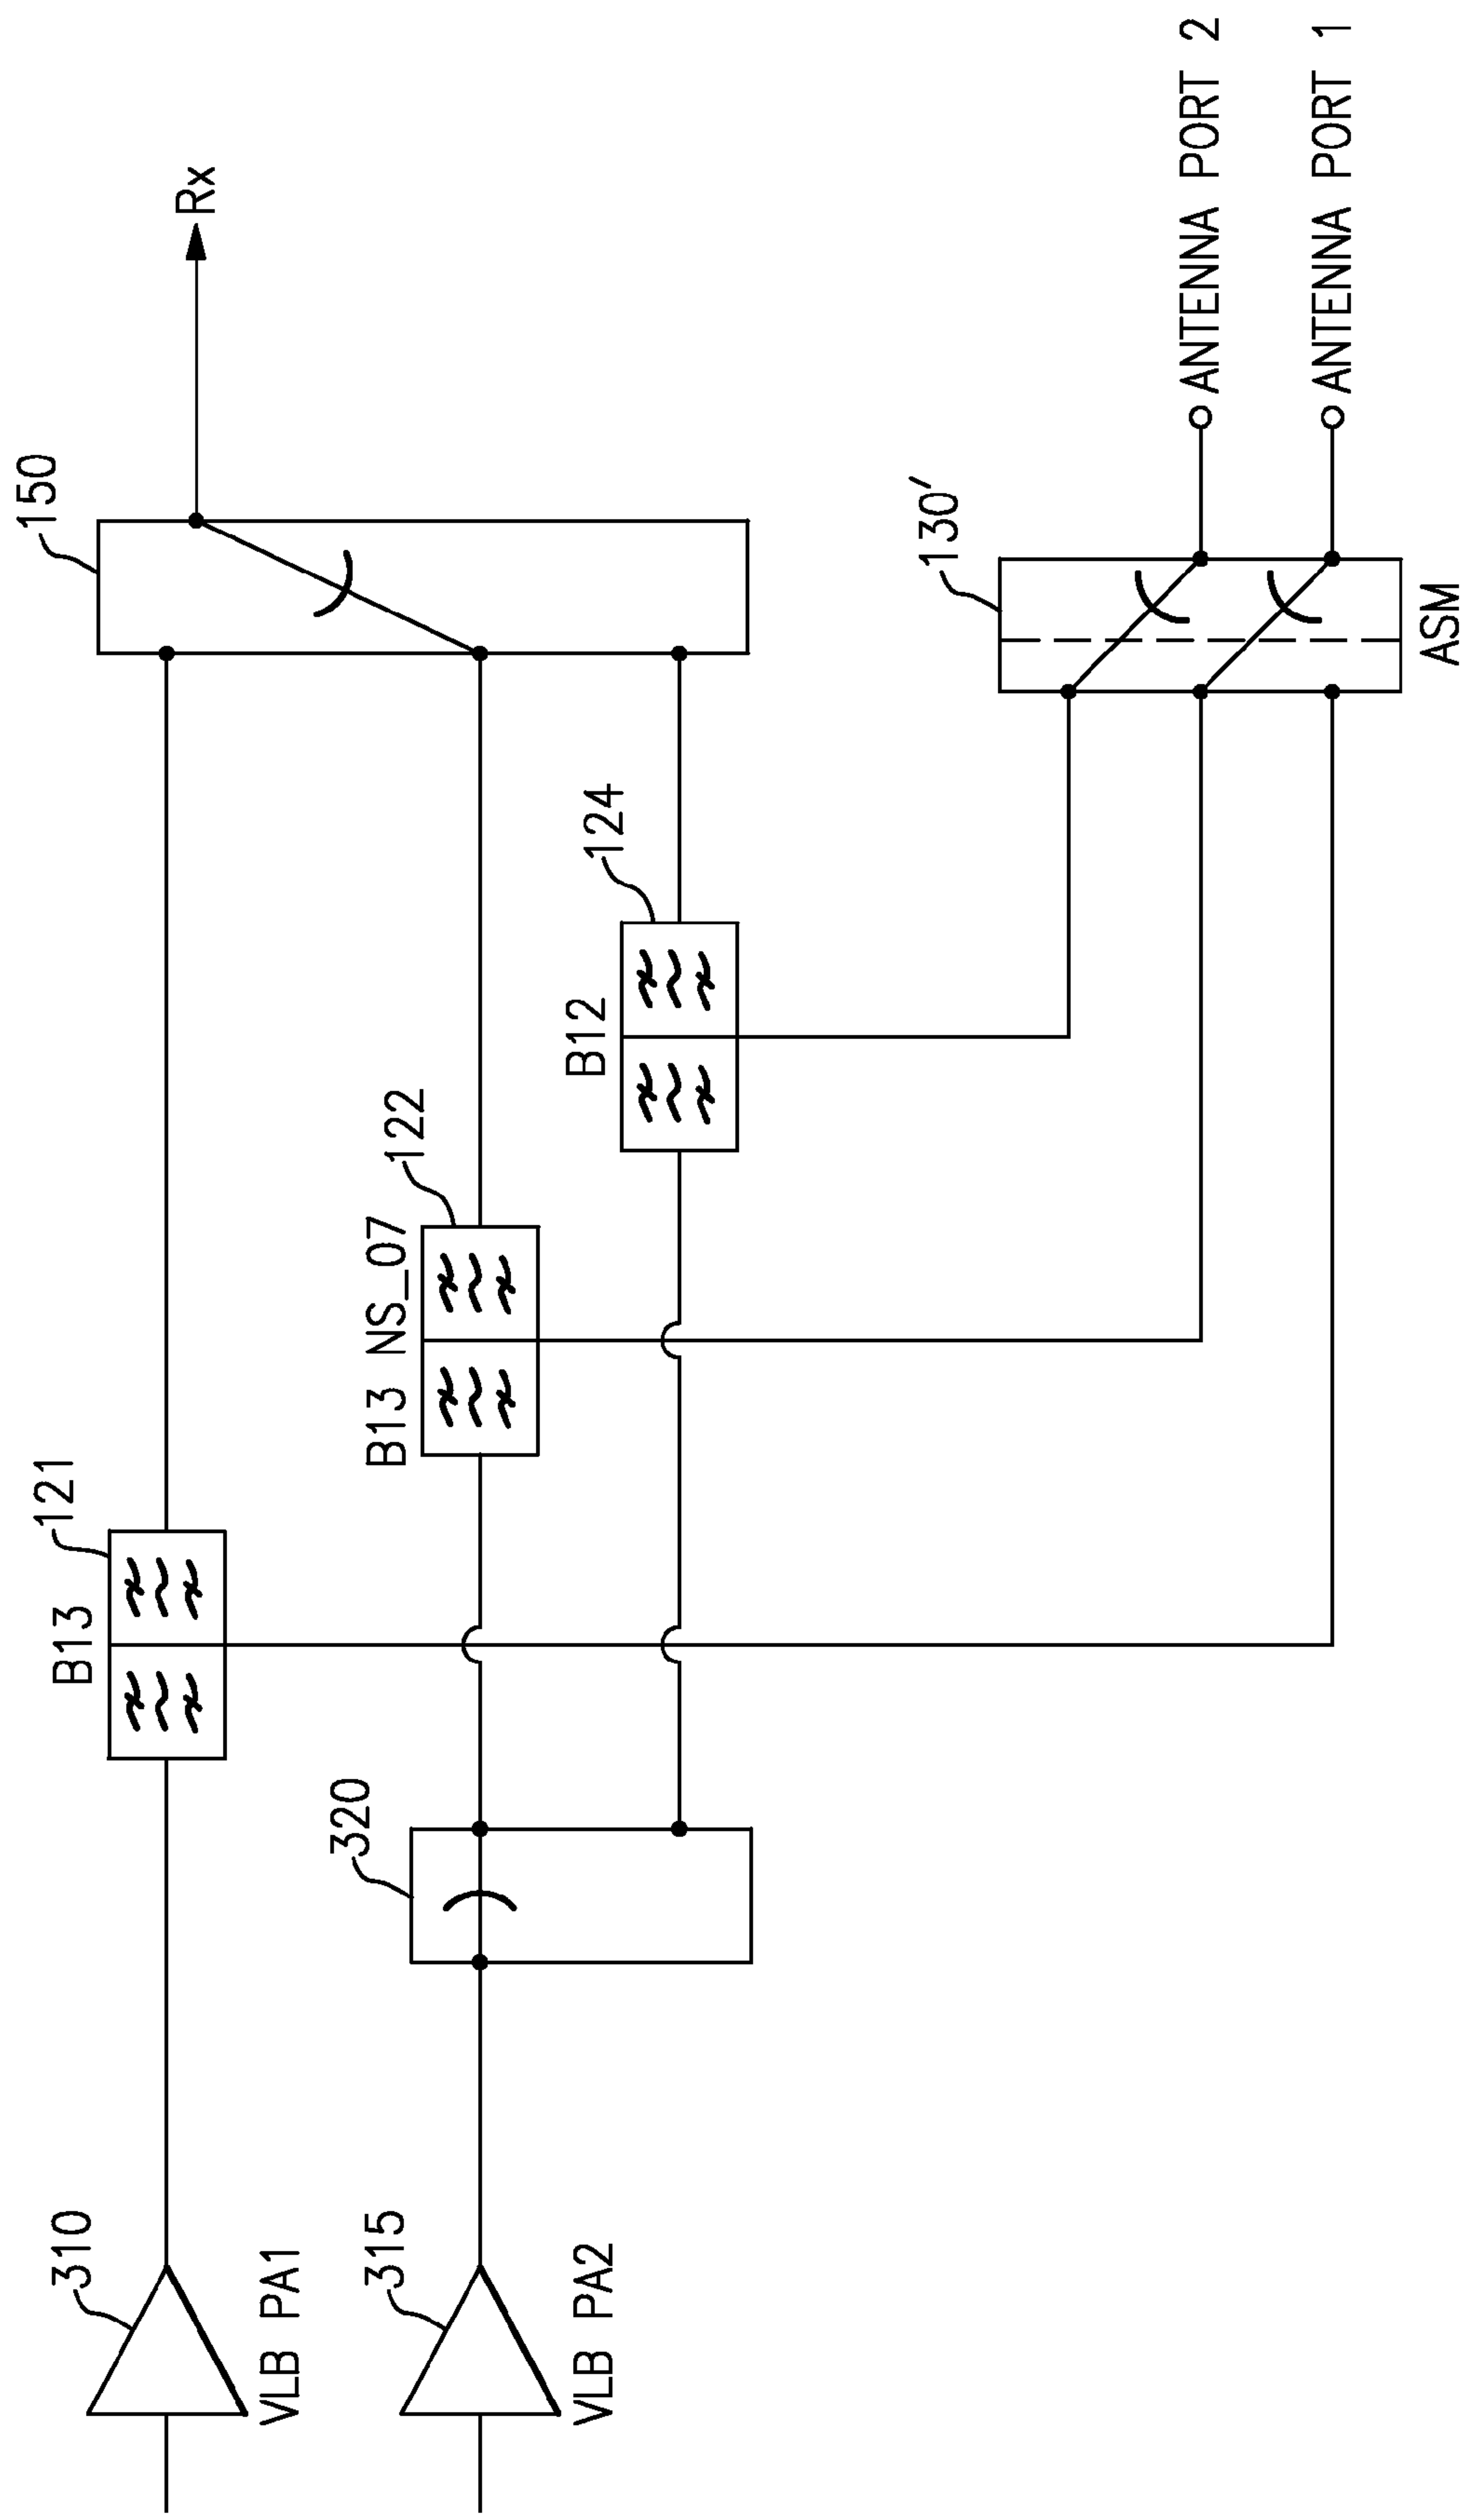 310
VLB PA1
315
VLB PA2
320
B13
121
B13 NS_07
122
B12
124
150
Rx
130′
ASM
ANTENNA PORT 2
ANTENNA PORT 1